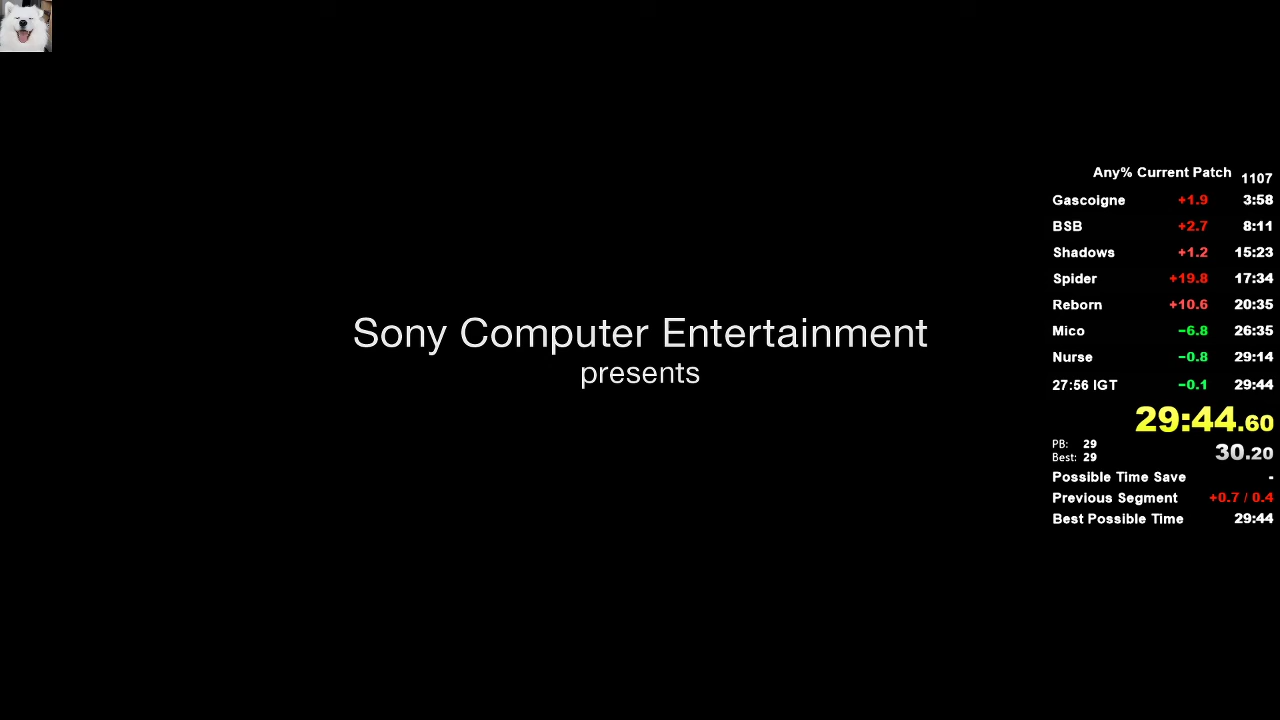 Sony Computer Entertainment
presents
Any% Current Patch 1107
Gascoigne +1.9 3:58
BSB +2.7 8:11
Shadows +1.2 15:23
Spider +19.8 17:34
Reborn +10.6 20:35
Mico −6.8 26:35
Nurse −0.8 29:14
27:56 IGT −0.1 29:44
29:44.60
PB: 29
Best: 29
30.20
Possible Time Save -
Previous Segment +0.7 / 0.4
Best Possible Time 29:44